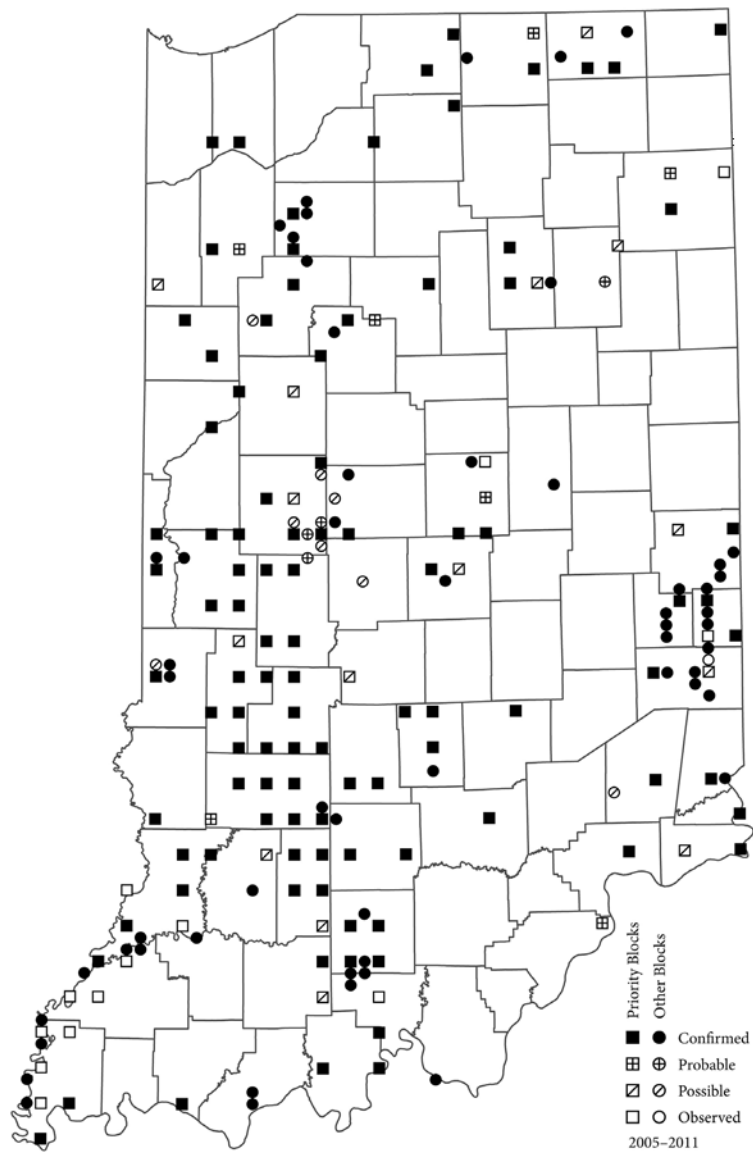 Priority Blocks
Other Blocks
Confirmed
Probable
Possible
Observed
2005–2011